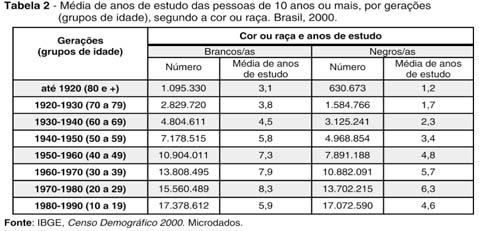 Tabela 2 - Média de anos de estudo das pessoas de 10 anos ou mais, por gerações
(grupos de idade), segundo a cor ou raça. Brasil, 2000.
Gerações (grupos de idade) Cor ou raça e anos de estudo
Brancos/as Negros/as
Número Média de anos de estudo Número Média de anos de estudo
até 1920 (80 e +) 1.095.330 3,1 630.673 1,2
1920-1930 (70 a 79) 2.829.720 3,8 1.584.766 1,7
1930-1940 (60 a 69) 4.804.611 4,5 3.125.241 2,3
1940-1950 (50 a 59) 7.178.515 5,8 4.968.854 3,4
1950-1960 (40 a 49) 10.904.011 7,3 7.891.188 4,8
1960-1970 (30 a 39) 13.808.495 7,9 10.882.091 5,7
1970-1980 (20 a 29) 15.560.489 8,3 13.702.215 6,3
1980-1990 (10 a 19) 17.378.612 5,9 17.072.590 4,6
Fonte: IBGE, Censo Demográfico 2000. Microdados.